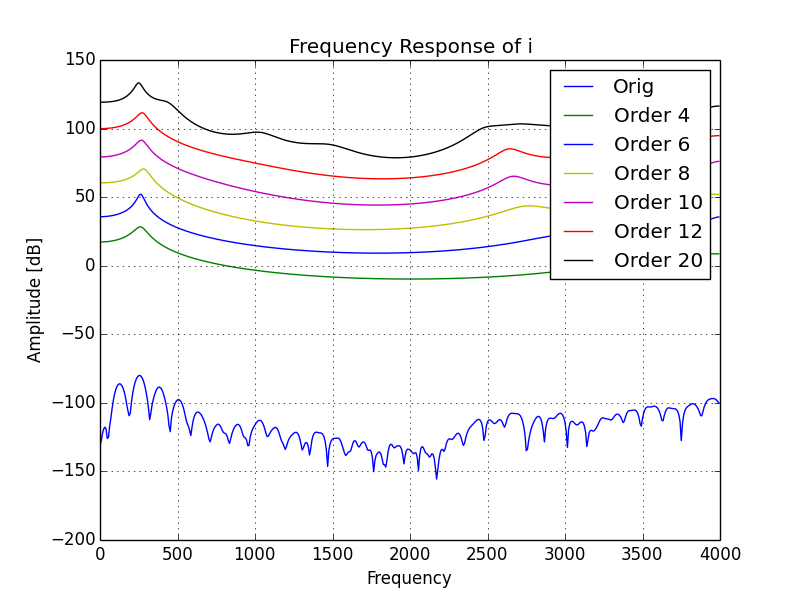 Frequency Response of i
150
100
50
0
−50
−100
−150
−200
Amplitude [dB]
Orig
Order 4
Order 6
Order 8
Order 10
Order 12
Order 20
0 500 1000 1500 2000 2500 3000 3500 4000
Frequency